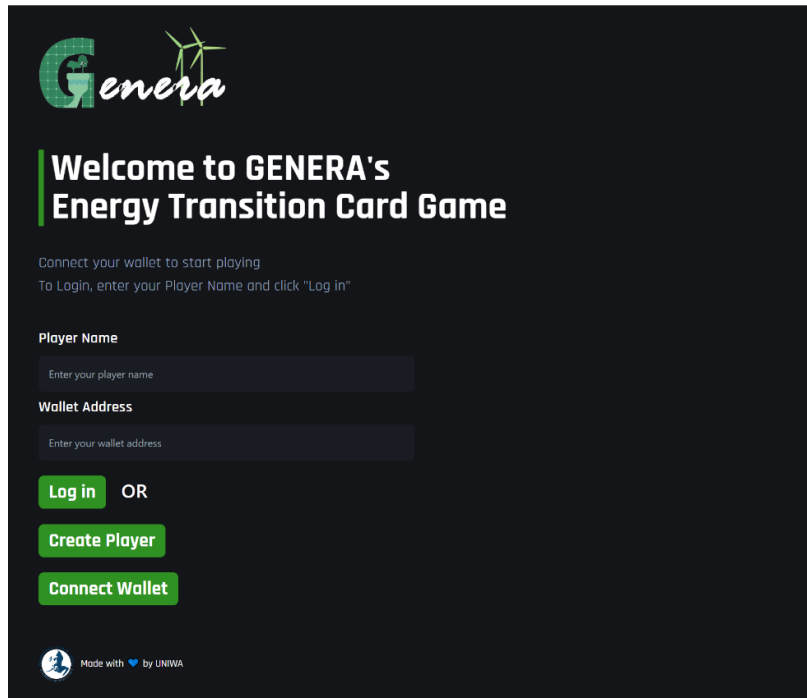 Genera
Welcome to GENERA's
Energy Transition Card Game
Connect your wallet to start playing
To Login, enter your Player Name and click "Log in"
Player Name
Enter your player name
Wallet Address
Enter your wallet address
Log in OR
Create Player
Connect Wallet
Made with 💙 by UNIWA